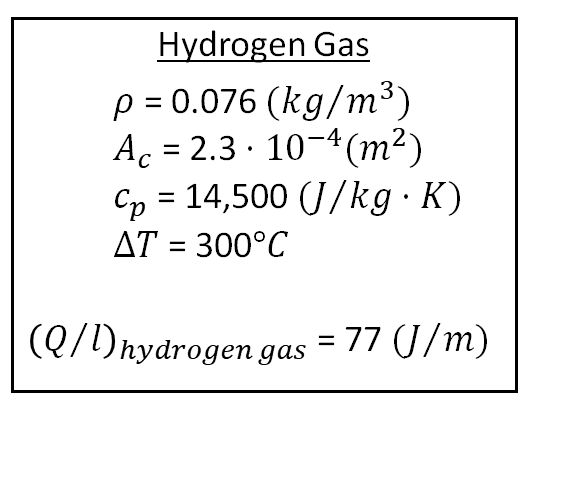 Hydrogen Gas
ρ = 0.076 (kg/m³)
A_c = 2.3 · 10⁻⁴(m²)
c_p = 14,500 (J/kg · K)
ΔT = 300°C
(Q/l)_hydrogen gas = 77 (J/m)